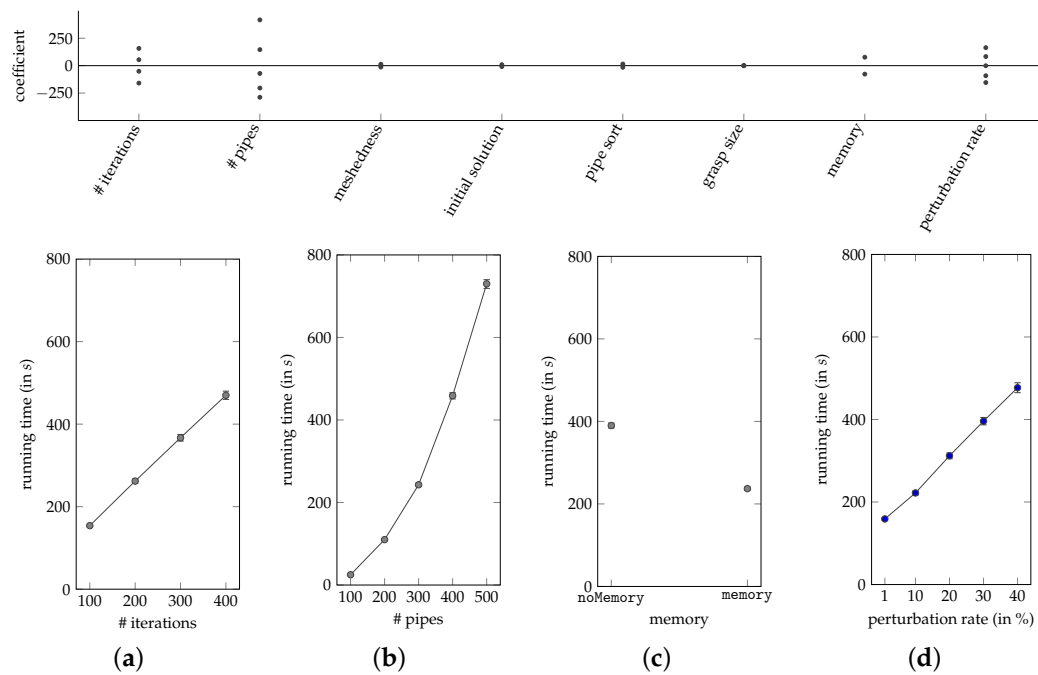 250
0
−250
coefficient
# iterations
# pipes
meshedness
initial solution
pipe sort
grasp size
memory
perturbation rate
800
600
400
200
0
running time (in s)
100 200 300 400
# iterations
(a)
800
600
400
200
0
running time (in s)
100 200 300 400 500
# pipes
(b)
800
600
400
200
0
running time (in s)
noMemory memory
memory
(c)
800
600
400
200
0
running time (in s)
1 10 20 30 40
perturbation rate (in %)
(d)